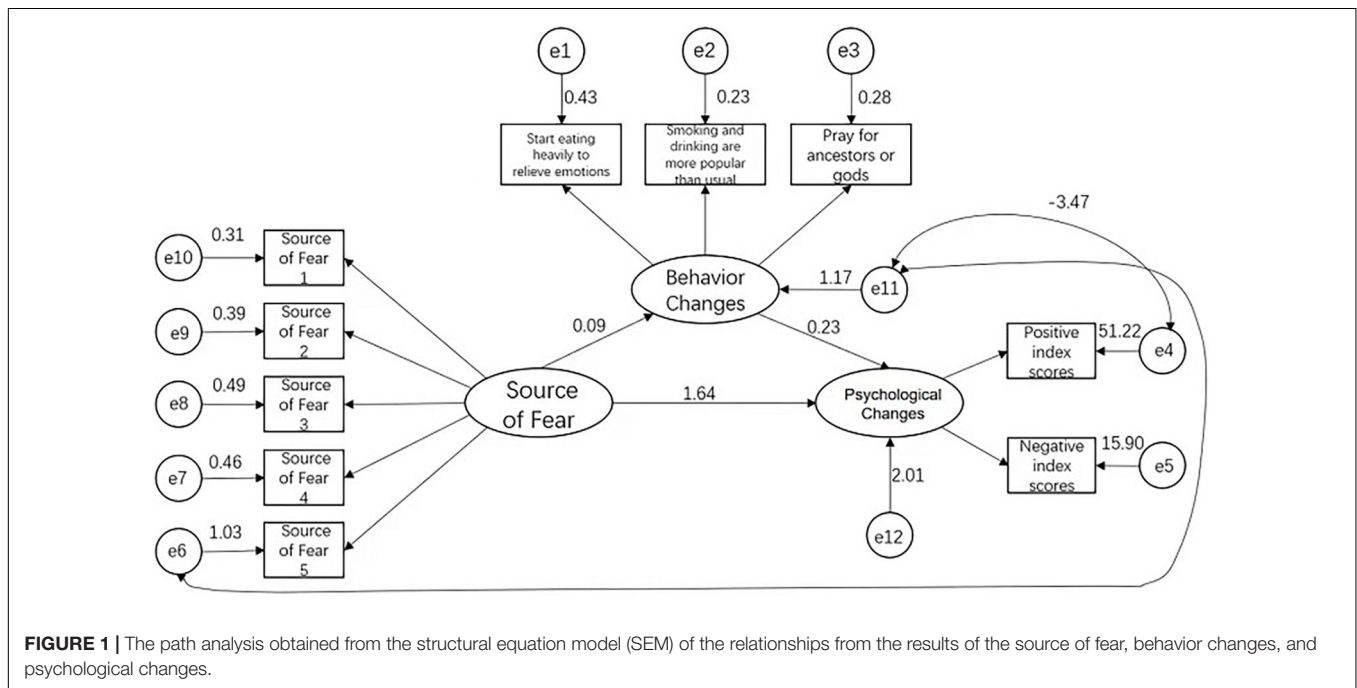 e1
e2
e3
0.43
0.23
0.28
Start eating
heavily to
relieve emotions
Smoking and
drinking are
more popular
than usual
Pray for
ancestors or
gods
-3.47
e10
0.31
Source
of Fear
1
Behavior
Changes
1.17
e11
e9
0.39
Source
of Fear
2
0.09
0.23
Positive
index
scores
51.22
e4
e8
0.49
Source
of Fear
3
Source
of Fear
1.64
Psychological
Changes
e7
0.46
Source
of Fear
4
Negative
index
scores
15.90
e5
2.01
e6
1.03
Source
of Fear
5
e12
FIGURE 1 | The path analysis obtained from the structural equation model (SEM) of the relationships from the results of the source of fear, behavior changes, and
psychological changes.